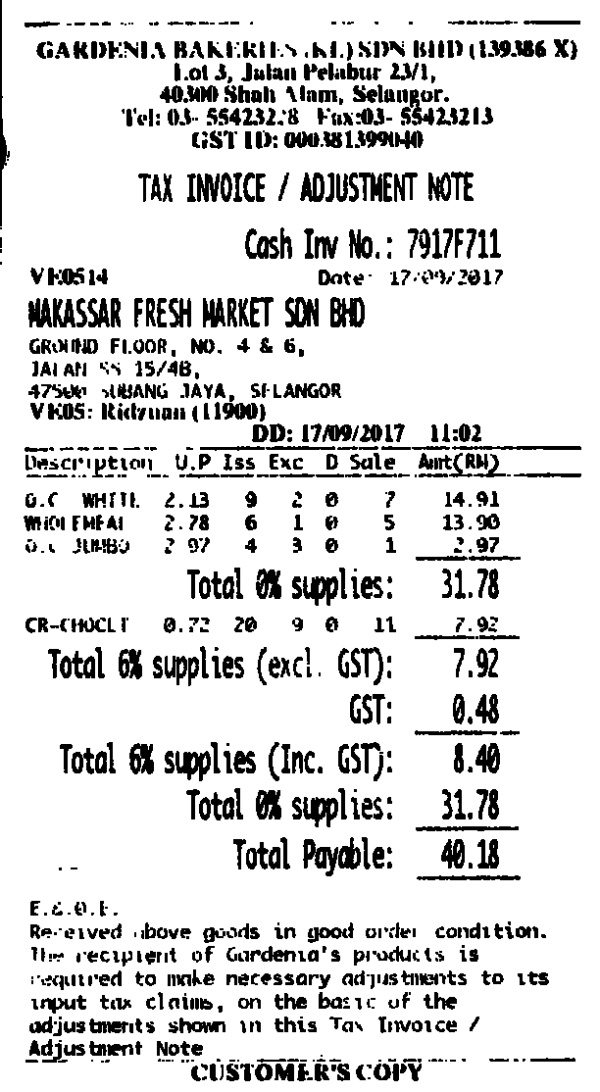 GARDENIA BAKERIES (KL) SDN BHD (139386 X)
Lot 3, Jalan Pelabur 23/1,
40300 Shah Alam, Selangor.
Tel: 03- 55423228 Fax:03- 55423213
GST ID: 000381399040
TAX INVOICE / ADJUSTMENT NOTE
Cash Inv No.: 7917F711
VE0514 Date: 17/09/2017
MAKASSAR FRESH MARKET SDN BHD
GROUND FLOOR, NO. 4 & 6,
JALAN SS 15/4B,
47500 SUBANG JAYA, SELANGOR
VE05: Ridzuan (11900)
DD: 17/09/2017 11:02
Description U.P Iss Exc D Sale Amt(RM)
O.C WHITE 2.13 9 2 0 7 14.91
WHOLEMEAL 2.78 6 1 0 5 13.90
O.C JUMBO 2.97 4 3 0 1 2.97
Total 0% supplies: 31.78
CR-CHOCLT 0.72 20 9 0 11 7.92
Total 6% supplies (excl. GST): 7.92
GST: 0.48
Total 6% supplies (Inc. GST): 8.40
Total 0% supplies: 31.78
Total Payable: 40.18
E.&.O.E.
Received above goods in good order condition.
The recipient of Gardenia's products is
required to make necessary adjustments to its
input tax claims, on the basic of the
adjustments shown in this Tax Invoice /
Adjustment Note
CUSTOMER'S COPY